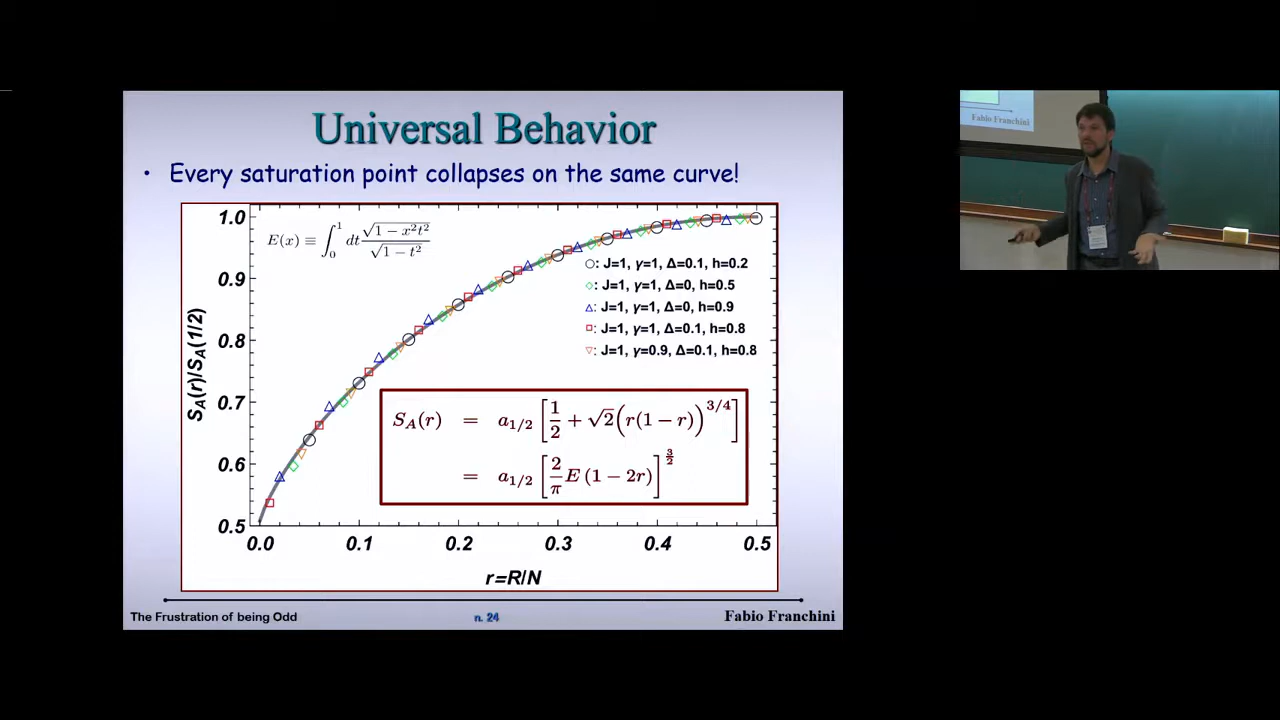 Universal Behavior
• Every saturation point collapses on the same curve!
E(x) ≡ ∫_0^1 dt √(1 − x²t²) / √(1 − t²)
○: J=1, γ=1, Δ=0.1, h=0.2
◇: J=1, γ=1, Δ=0, h=0.5
△: J=1, γ=1, Δ=0, h=0.9
□: J=1, γ=1, Δ=0.1, h=0.8
▽: J=1, γ=0.9, Δ=0.1, h=0.8
S_A(r)/S_A(1/2)
1.0
0.9
0.8
0.7
0.6
0.5
S_A(r) = a_{1/2} [1/2 + √2 (r(1 − r))^{3/4}]
= a_{1/2} [2/π E (1 − 2r)]^{3/2}
0.0 0.1 0.2 0.3 0.4 0.5
r=R/N
The Frustration of being Odd n. 24 Fabio Franchini
Fabio Franchini